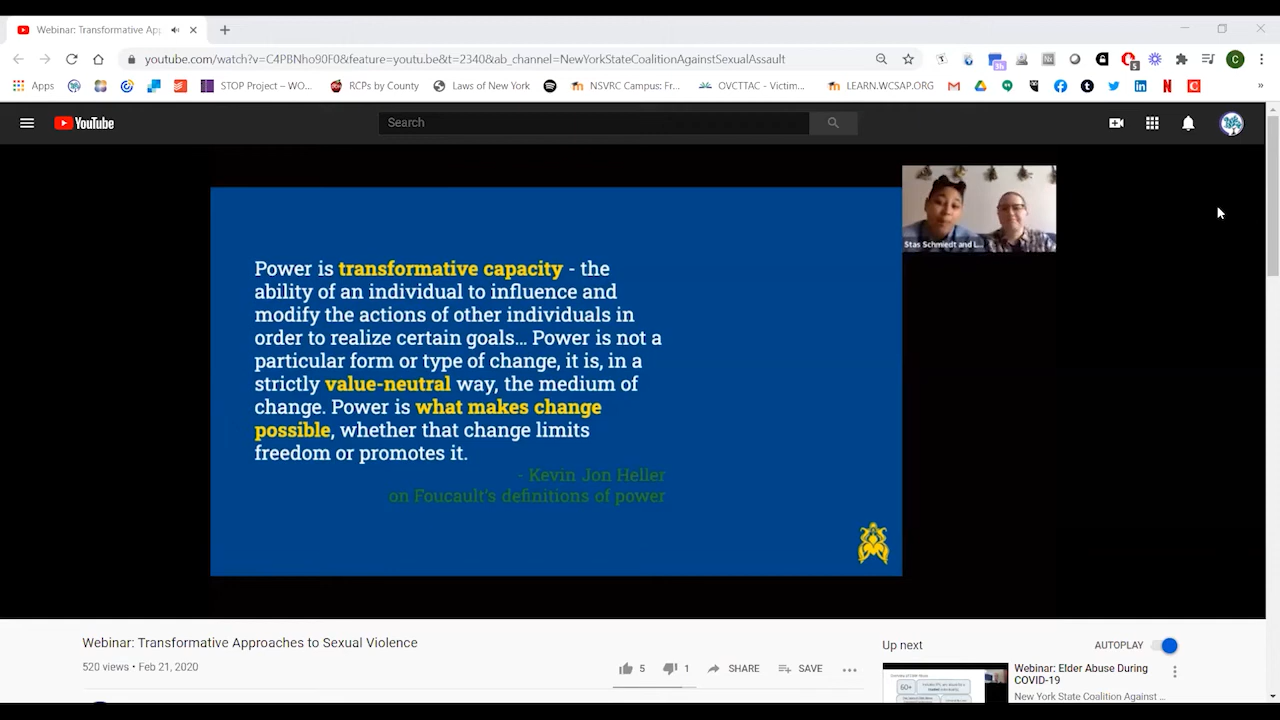 Webinar: Transformative App
youtube.com/watch?v=C4PBNho90F0&feature=youtube&t=2340&ab_channel=NewYorkStateCoalitionAgainstSexualAssault
3h
5
C
Apps
STOP Project – WO...
RCPs by County
Laws of New York
NSVRC Campus: Fr...
OVCTTAC - Victim...
LEARN.WCSAP.ORG
»
YouTube
Search
Stas Schmiedt and L...
Power is transformative capacity - the
ability of an individual to influence and
modify the actions of other individuals in
order to realize certain goals... Power is not a
particular form or type of change, it is, in a
strictly value-neutral way, the medium of
change. Power is what makes change
possible, whether that change limits
freedom or promotes it.
- Kevin Jon Heller
on Foucault's definitions of power
Webinar: Transformative Approaches to Sexual Violence
520 views • Feb 21, 2020
5
1
SHARE
SAVE
Up next
AUTOPLAY
Webinar: Elder Abuse During
COVID-19
New York State Coalition Against ...
60+